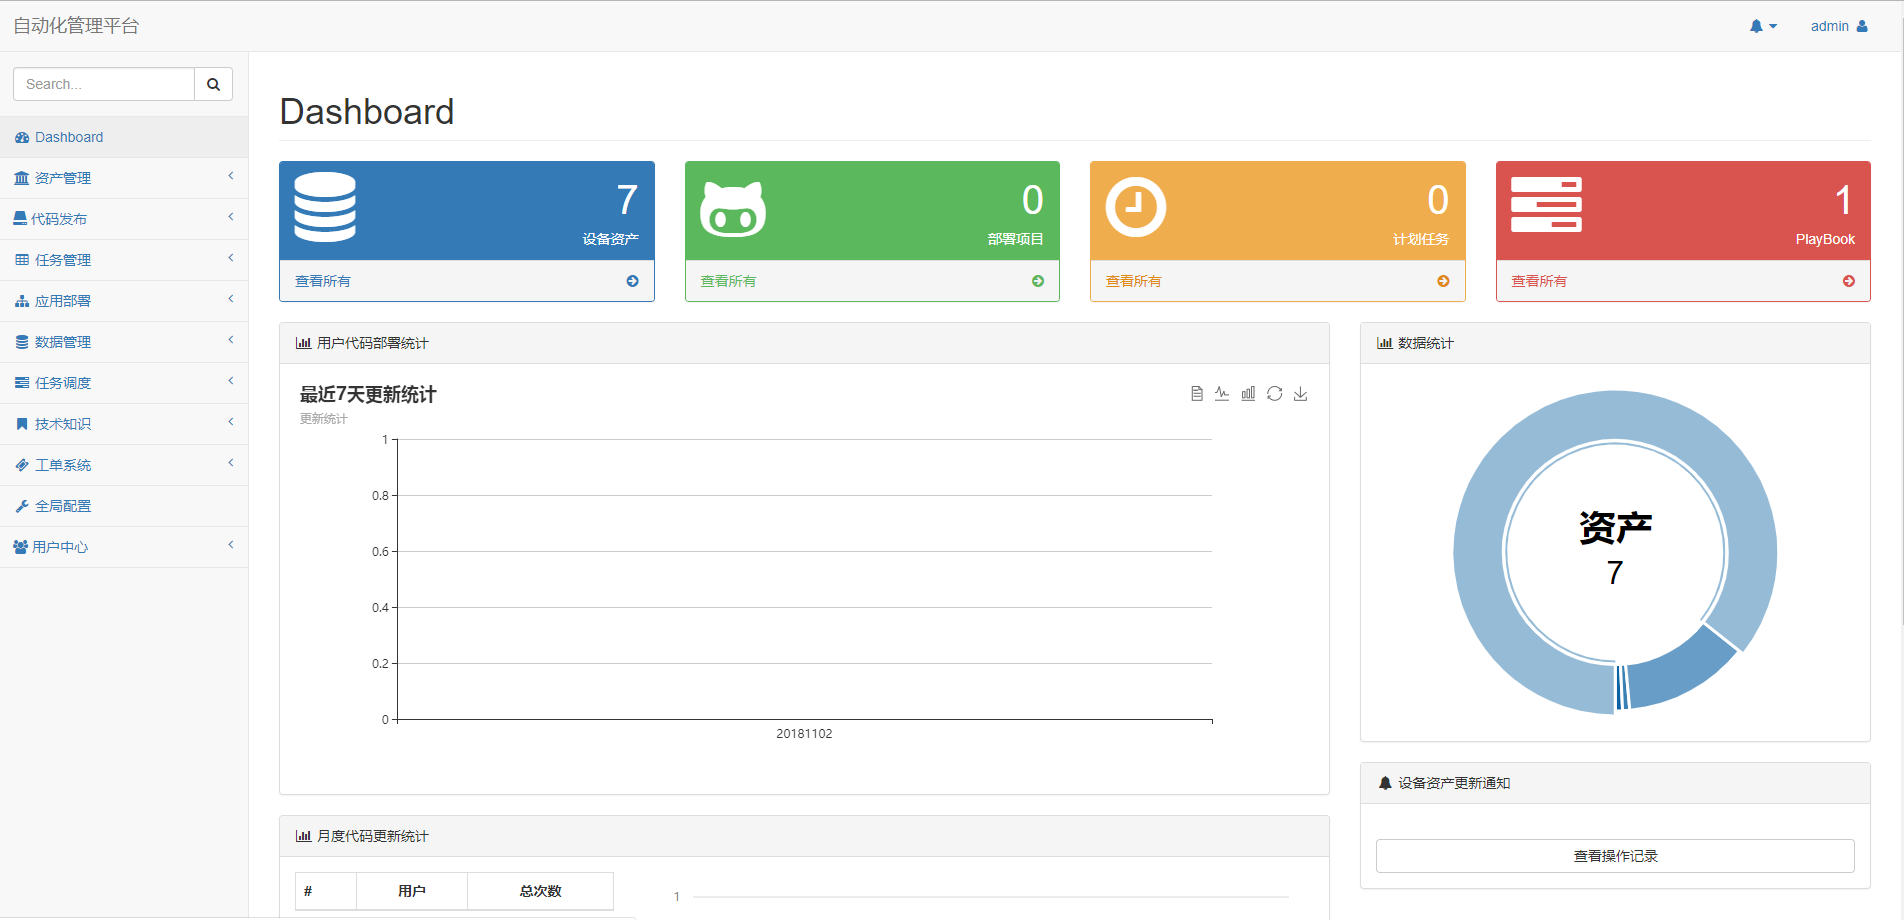 自动化管理平台
admin
Search...
Dashboard
资产管理
代码发布
任务管理
应用部署
数据管理
任务调度
技术知识
工单系统
全局配置
用户中心
Dashboard
7
设备资产
查看所有
0
部署项目
查看所有
0
计划任务
查看所有
1
PlayBook
查看所有
用户代码部署统计
最近7天更新统计
更新统计
1
0.8
0.6
0.4
0.2
0
20181102
数据统计
资产
7
设备资产更新通知
查看操作记录
月度代码更新统计
# 用户 总次数
1